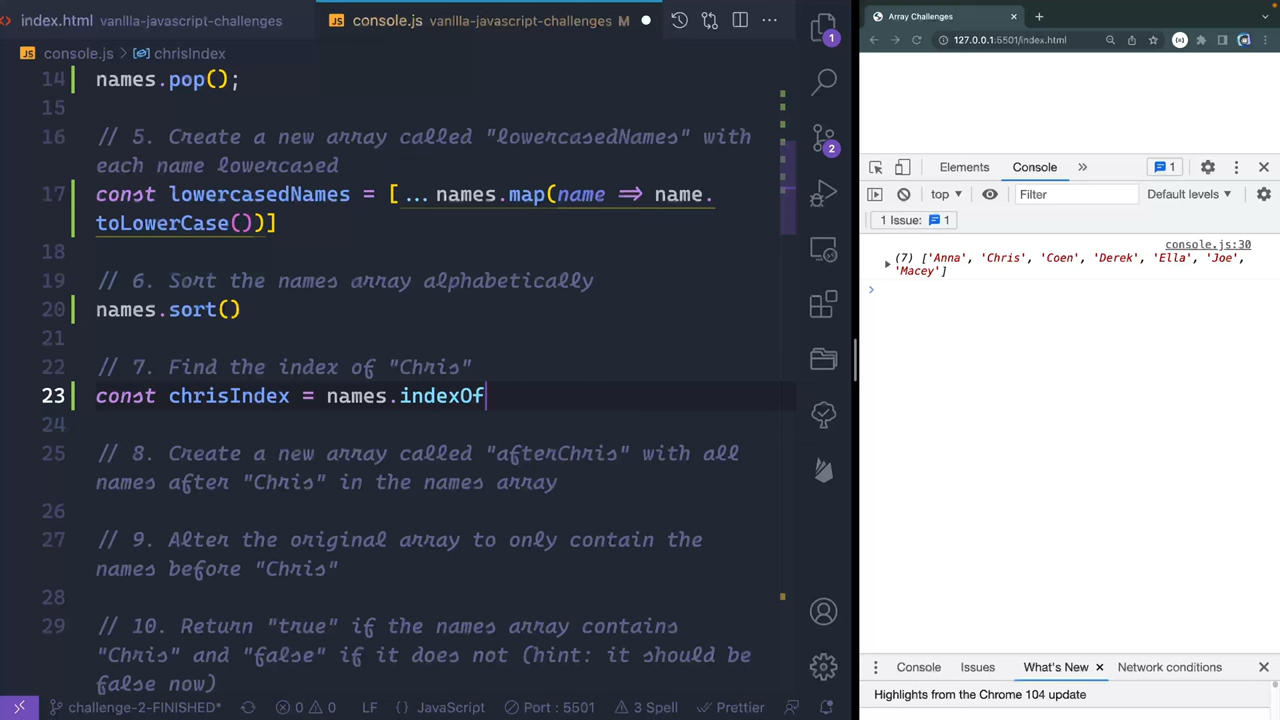 index.html vanilla-javascript-challenges
JS console.js vanilla-javascript-challenges M
JS console.js > chrisIndex
14 names.pop();
15
16 // 5. Create a new array called "lowercasedNames" with
each name lowercased
17 const lowercasedNames = [...names.map(name => name.
toLowerCase())]
18
19 // 6. Sort the names array alphabetically
20 names.sort()
21
22 // 7. Find the index of "Chris"
23 const chrisIndex = names.indexOf
24
25 // 8. Create a new array called "afterChris" with all
names after "Chris" in the names array
26
27 // 9. Alter the original array to only contain the
names before "Chris"
28
29 // 10. Return "true" if the names array contains
"Chris" and "false" if it does not (hint: it should be
false now)
challenge-2-FINISHED* 0 0 LF {} JavaScript Port : 5501 3 Spell Prettier
1
2
Array Challenges
127.0.0.1:5501/index.html
Elements Console » 1
top Filter Default levels
1 Issue: 1
console.js:30
(7) ['Anna', 'Chris', 'Coen', 'Derek', 'Ella', 'Joe',
'Macey']
Console Issues What's New Network conditions
Highlights from the Chrome 104 update